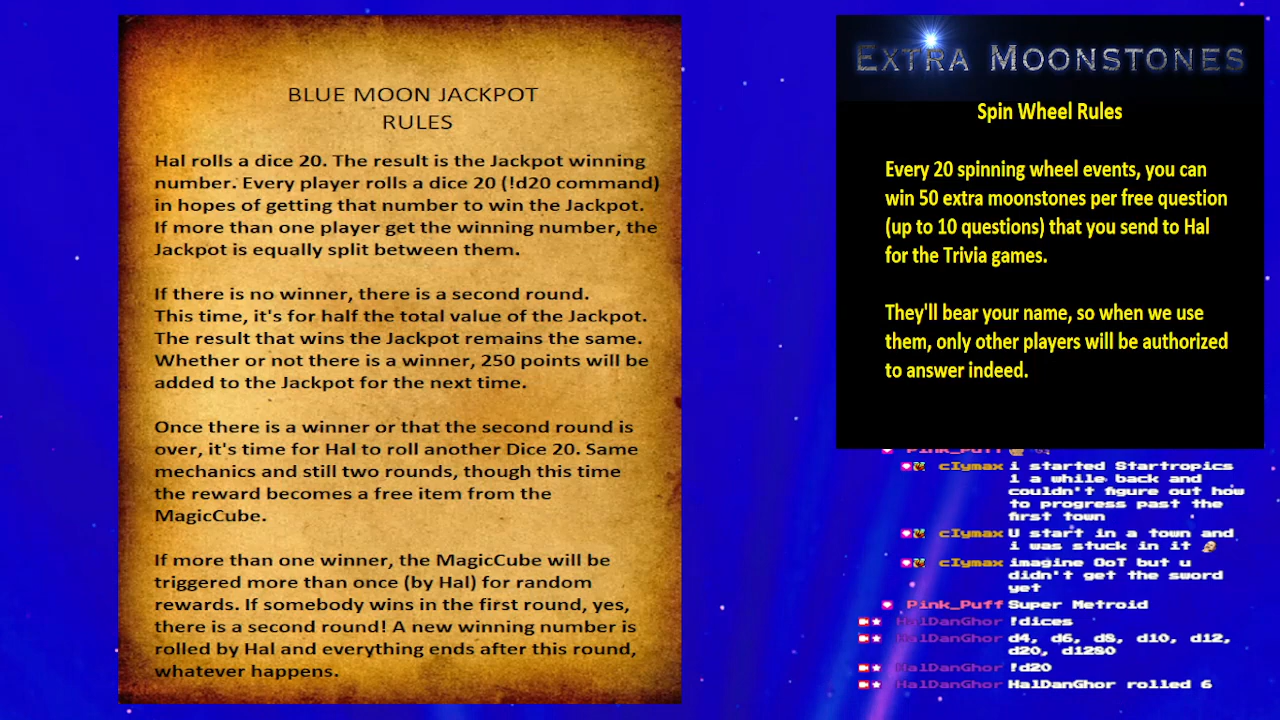 BLUE MOON JACKPOT
RULES
Hal rolls a dice 20. The result is the Jackpot winning
number. Every player rolls a dice 20 (!d20 command)
in hopes of getting that number to win the Jackpot.
If more than one player get the winning number, the
Jackpot is equally split between them.
If there is no winner, there is a second round.
This time, it's for half the total value of the Jackpot.
The result that wins the Jackpot remains the same.
Whether or not there is a winner, 250 points will be
added to the Jackpot for the next time.
Once there is a winner or that the second round is
over, it's time for Hal to roll another Dice 20. Same
mechanics and still two rounds, though this time
the reward becomes a free item from the
MagicCube.
If more than one winner, the MagicCube will be
triggered more than once (by Hal) for random
rewards. If somebody wins in the first round, yes,
there is a second round! A new winning number is
rolled by Hal and everything ends after this round,
whatever happens.
EXTRA MOONSTONES
Spin Wheel Rules
Every 20 spinning wheel events, you can
win 50 extra moonstones per free question
(up to 10 questions) that you send to Hal
for the Trivia games.
They'll bear your name, so when we use
them, only other players will be authorized
to answer indeed.
Pink_Puff
cIymax i started Startropics
1 a while back and
couldn't figure out how
to progress past the
first town
cIymax U start in a town and
i was stuck in it
cIymax imagine OoT but u
didn't get the sword
yet
Pink_Puff Super Metroid
HalDanGhor !dices
HalDanGhor d4, d6, d8, d10, d12,
d20, d1280
HalDanGhor !d20
HalDanGhor HalDanGhor rolled 6